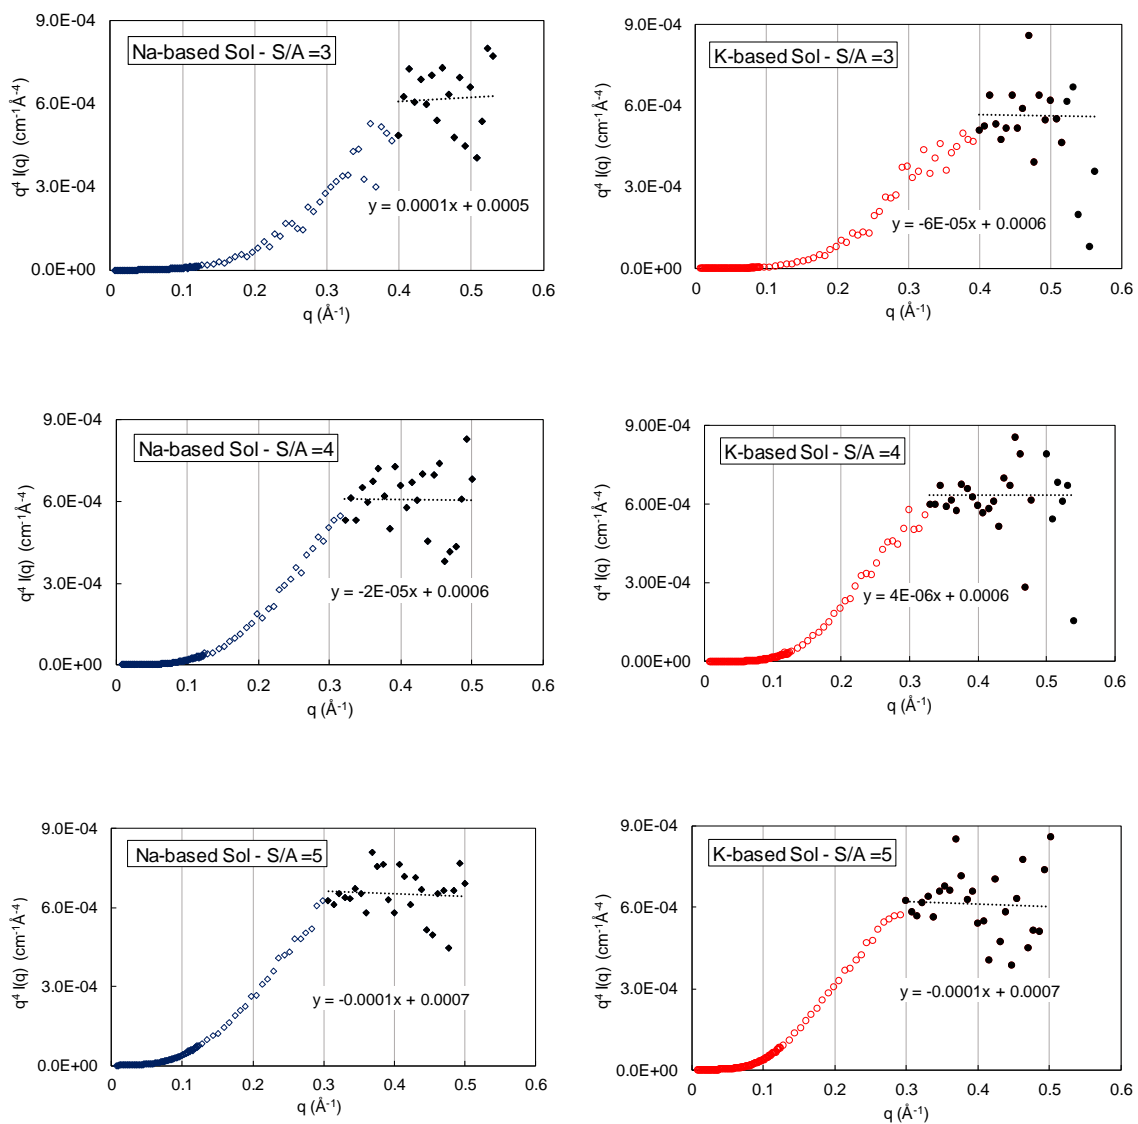 Na-based Sol - S/A =3
9.0E-04
6.0E-04
3.0E-04
0.0E+00
q⁴ I(q) (cm⁻¹Å⁻⁴)
y = 0.0001x + 0.0005
0 0.1 0.2 0.3 0.4 0.5 0.6
q (Å⁻¹)
K-based Sol - S/A =3
9.0E-04
6.0E-04
3.0E-04
0.0E+00
q⁴ I(q) (cm⁻¹Å⁻⁴)
y = -6E-05x + 0.0006
0 0.1 0.2 0.3 0.4 0.5 0.6
q (Å⁻¹)
Na-based Sol - S/A =4
9.0E-04
6.0E-04
3.0E-04
0.0E+00
q⁴ I(q) (cm⁻¹Å⁻⁴)
y = -2E-05x + 0.0006
0 0.1 0.2 0.3 0.4 0.5 0.6
q (Å⁻¹)
K-based Sol - S/A =4
9.00E-04
6.00E-04
3.00E-04
0.00E+00
q⁴ I(q) (cm⁻¹Å⁻⁴)
y = 4E-06x + 0.0006
0 0.1 0.2 0.3 0.4 0.5 0.6
q (Å⁻¹)
Na-based Sol - S/A =5
9.0E-04
6.0E-04
3.0E-04
0.0E+00
q⁴ I(q) (cm⁻¹Å⁻⁴)
y = -0.0001x + 0.0007
0 0.1 0.2 0.3 0.4 0.5 0.6
q (Å⁻¹)
K-based Sol - S/A =5
9.0E-04
6.0E-04
3.0E-04
0.0E+00
q⁴ I(q) (cm⁻¹Å⁻⁴)
y = -0.0001x + 0.0007
0 0.1 0.2 0.3 0.4 0.5 0.6
q (Å⁻¹)